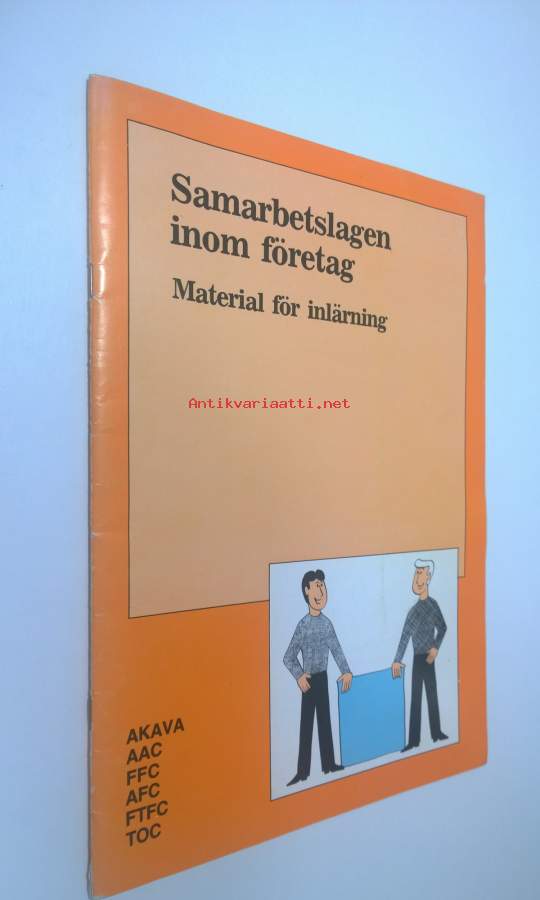 Samarbetslagen
inom företag
Material för inlärning
Antikvariaatti.net
AKAVA
AAC
FFC
AFC
FTFC
TOC